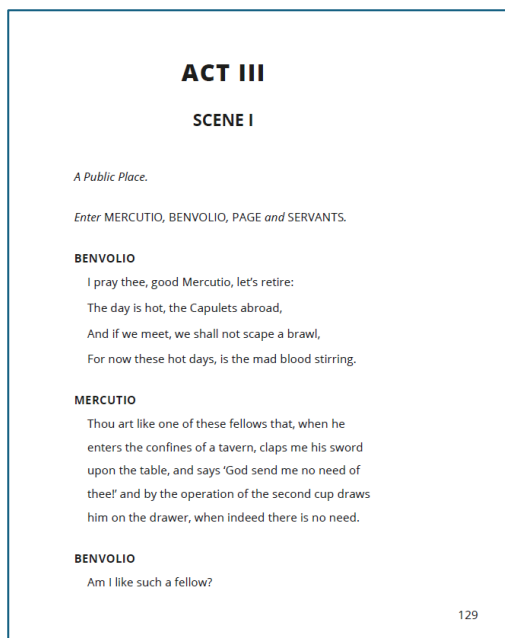 ACT III
SCENE I
A Public Place.
Enter MERCUTIO, BENVOLIO, PAGE and SERVANTS.
BENVOLIO
I pray thee, good Mercutio, let’s retire:
The day is hot, the Capulets abroad,
And if we meet, we shall not scape a brawl,
For now these hot days, is the mad blood stirring.
MERCUTIO
Thou art like one of these fellows that, when he
enters the confines of a tavern, claps me his sword
upon the table, and says ‘God send me no need of
thee!’ and by the operation of the second cup draws
him on the drawer, when indeed there is no need.
BENVOLIO
Am I like such a fellow?
129